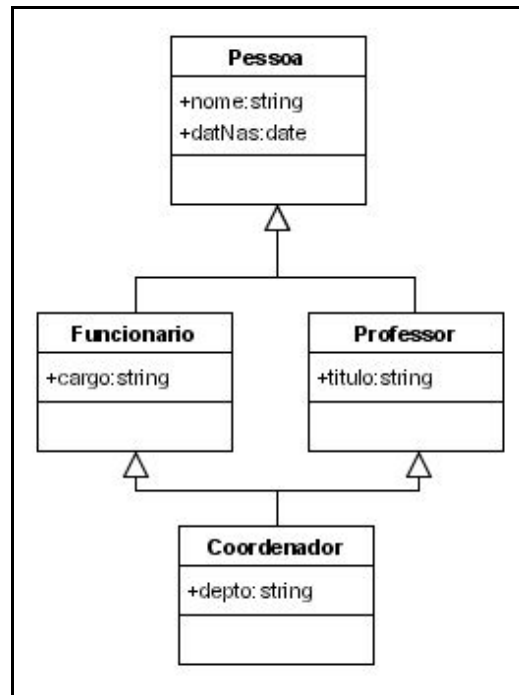 Pessoa
+nome:string
+datNas:date
Funcionario
+cargo:string
Professor
+titulo:string
Coordenador
+depto: string